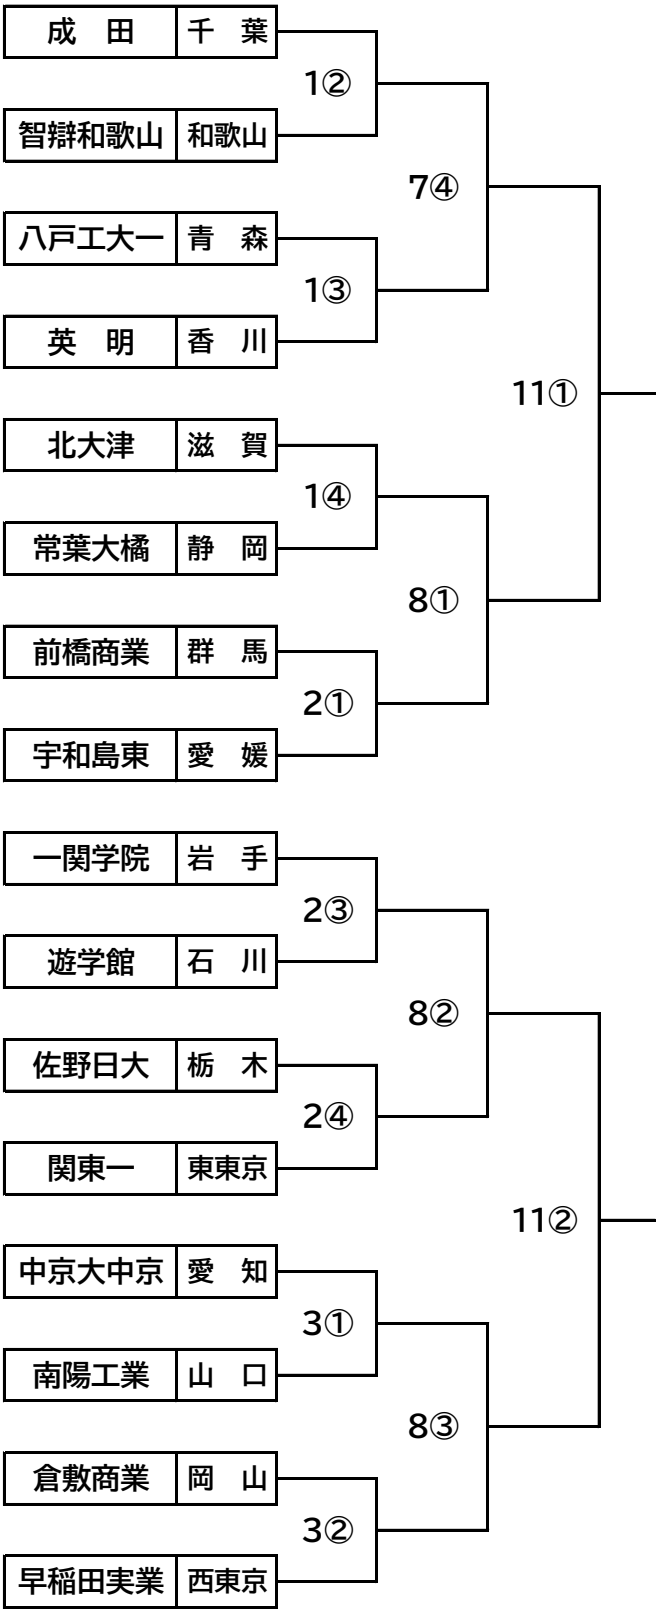 成 田 千 葉
1②
智辯和歌山 和歌山
7④
八戸工大一 青 森
1③
英 明 香 川
11①
北大津 滋 賀
1④
常葉大橘 静 岡
8①
前橋商業 群 馬
2①
宇和島東 愛 媛
一関学院 岩 手
2③
遊学館 石 川
8②
佐野日大 栃 木
2④
関東一 東東京
11②
中京大中京 愛 知
3①
南陽工業 山 口
8③
倉敷商業 岡 山
3②
早稲田実業 西東京